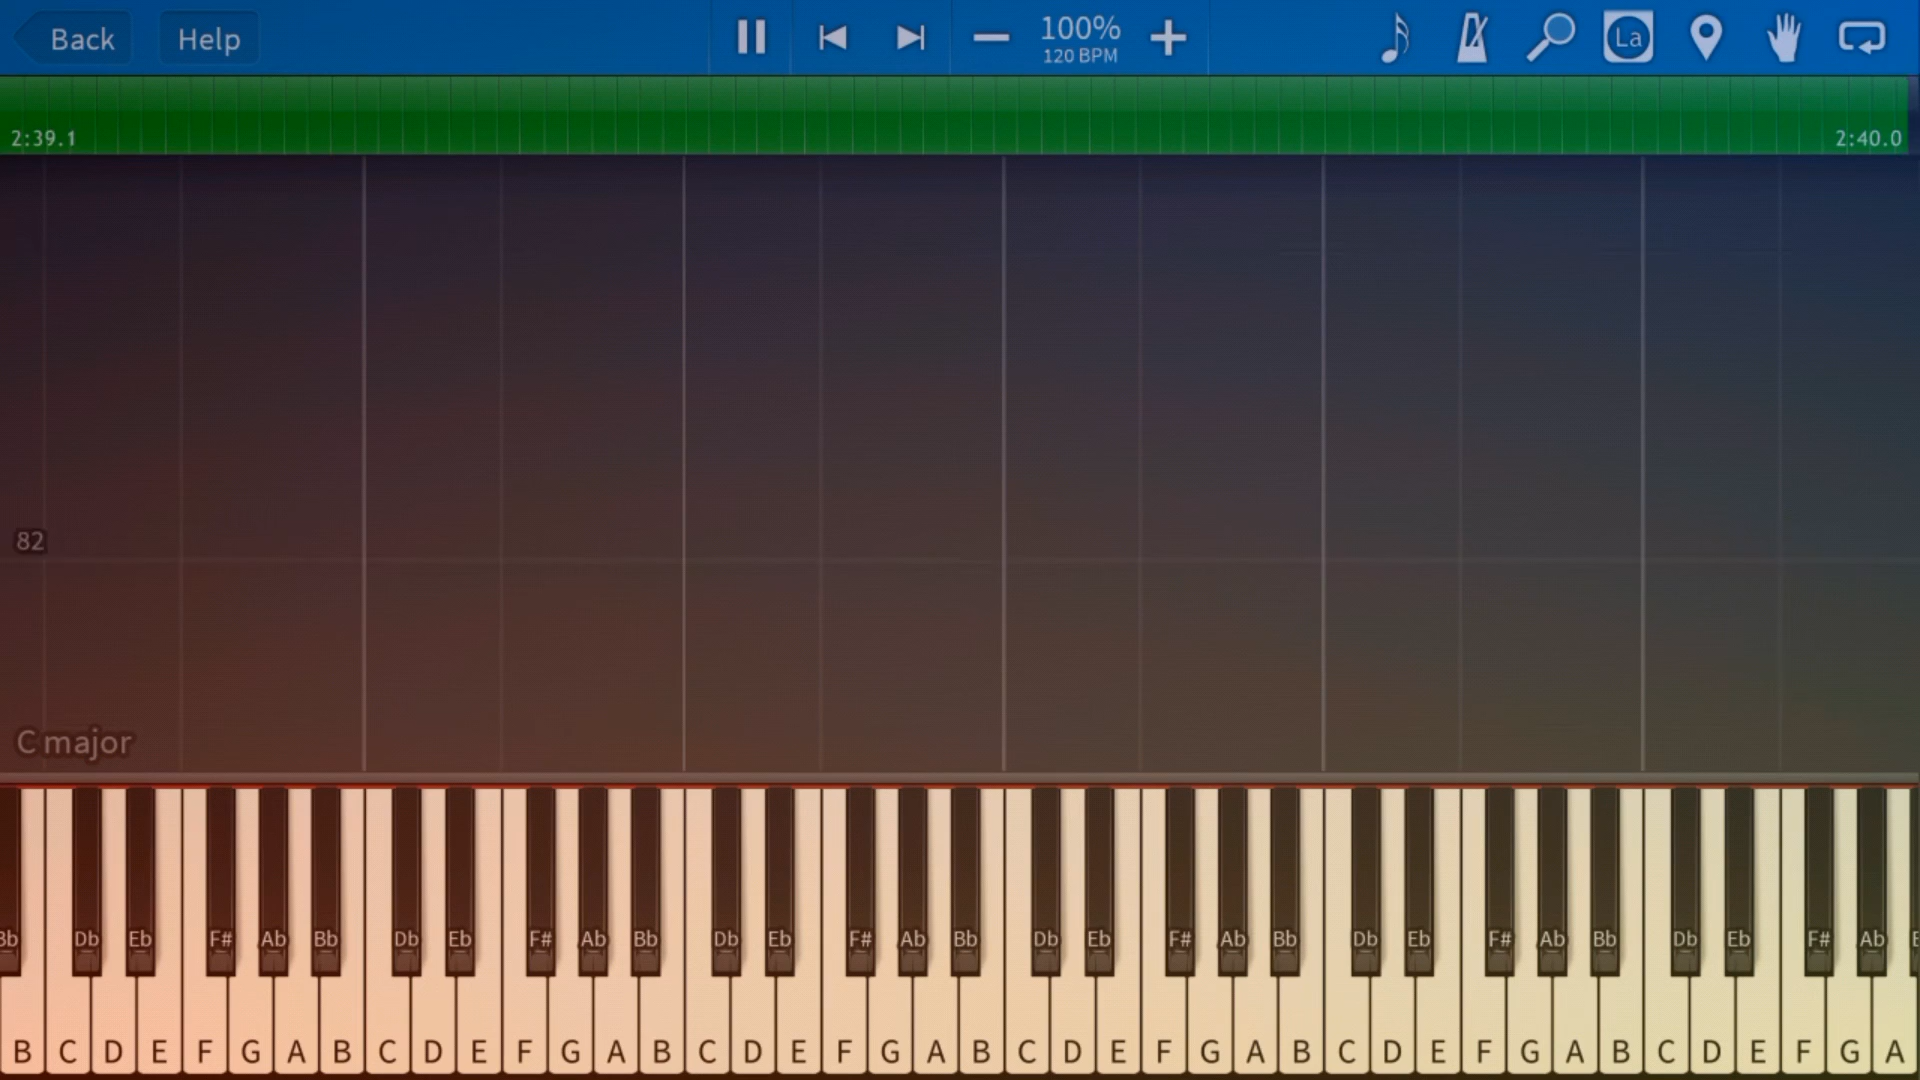 Back Help 100% La
120 BPM
2:39.1 2:40.0
82
C major
Bb Db Eb F# Ab Bb Db Eb F# Ab Bb Db Eb F# Ab Bb Db Eb F# Ab Bb Db Eb F# Ab Bb Db Eb F# Ab
B C D E F G A B C D E F G A B C D E F G A B C D E F G A B C D E F G A B C D E F G A